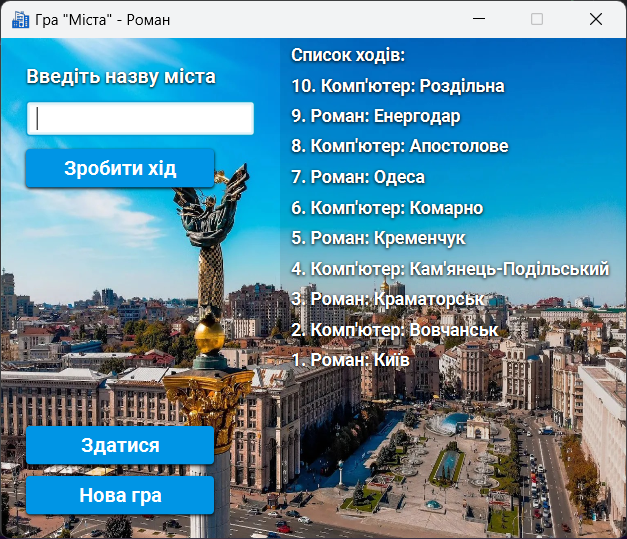 Гра "Міста" - Роман
Введіть назву міста
Зробити хід
Список ходів:
10. Комп'ютер: Роздільна
9. Роман: Енергодар
8. Комп'ютер: Апостолове
7. Роман: Одеса
6. Комп'ютер: Комарно
5. Роман: Кременчук
4. Комп'ютер: Кам'янець-Подільський
3. Роман: Краматорськ
2. Комп'ютер: Вовчанськ
1. Роман: Київ
Здатися
Нова гра